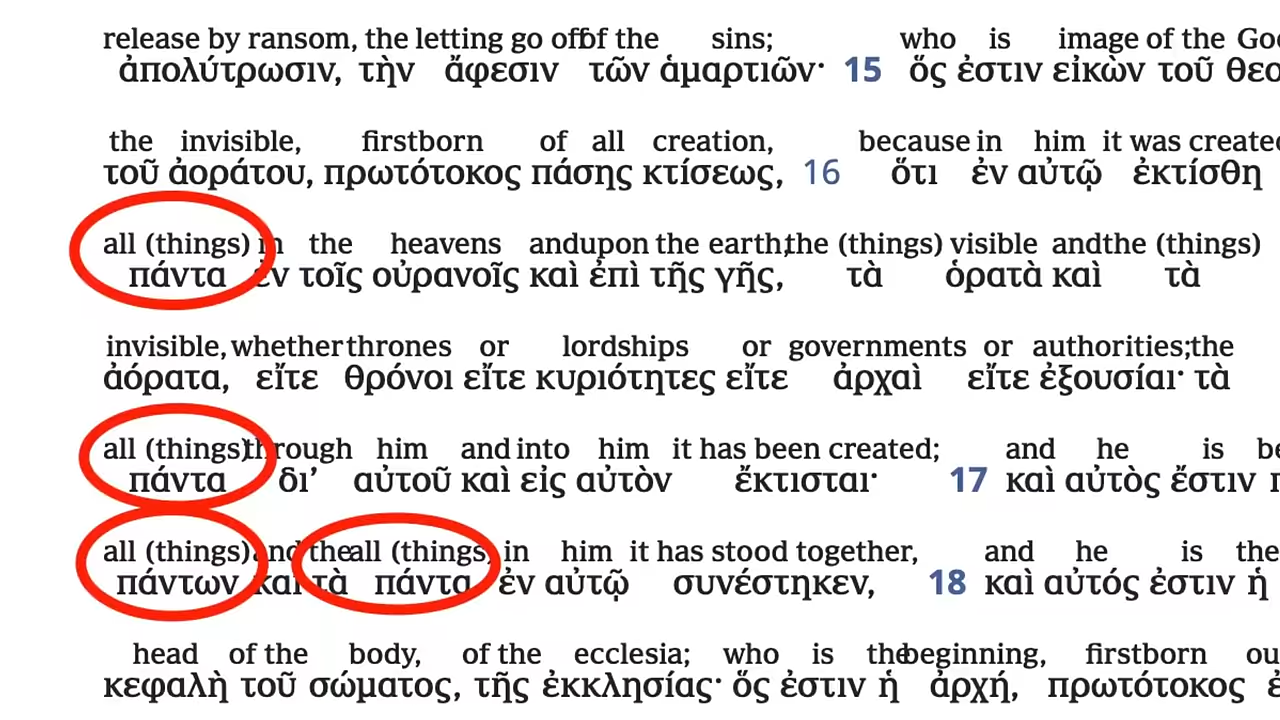 release by ransom, the letting go off of the sins; who is image of the Go
ἀπολύτρωσιν, τὴν ἄφεσιν τῶν ἁμαρτιῶν· 15 ὅς ἐστιν εἰκὼν τοῦ θεο
the invisible, firstborn of all creation, because in him it was create
τοῦ ἀοράτου, πρωτότοκος πάσης κτίσεως, 16 ὅτι ἐν αὐτῷ ἐκτίσθη
all (things) in the heavens and upon the earth, the (things) visible and the (things)
πάντα ἐν τοῖς οὐρανοῖς καὶ ἐπὶ τῆς γῆς, τὰ ὁρατὰ καὶ τὰ
invisible, whether thrones or lordships or governments or authorities; the
ἀόρατα, εἴτε θρόνοι εἴτε κυριότητες εἴτε ἀρχαὶ εἴτε ἐξουσίαι· τὰ
all (things) through him and into him it has been created; and he is be
πάντα δι’ αὐτοῦ καὶ εἰς αὐτὸν ἔκτισται· 17 καὶ αὐτὸς ἔστιν π
all (things) and the all (things) in him it has stood together, and he is the
πάντων καὶ τὰ πάντα ἐν αὐτῷ συνέστηκεν, 18 καὶ αὐτός ἐστιν ἡ
head of the body, of the ecclesia; who is the beginning, firstborn ou
κεφαλὴ τοῦ σώματος, τῆς ἐκκλησίας· ὅς ἐστιν ἡ ἀρχή, πρωτότοκος ἐ